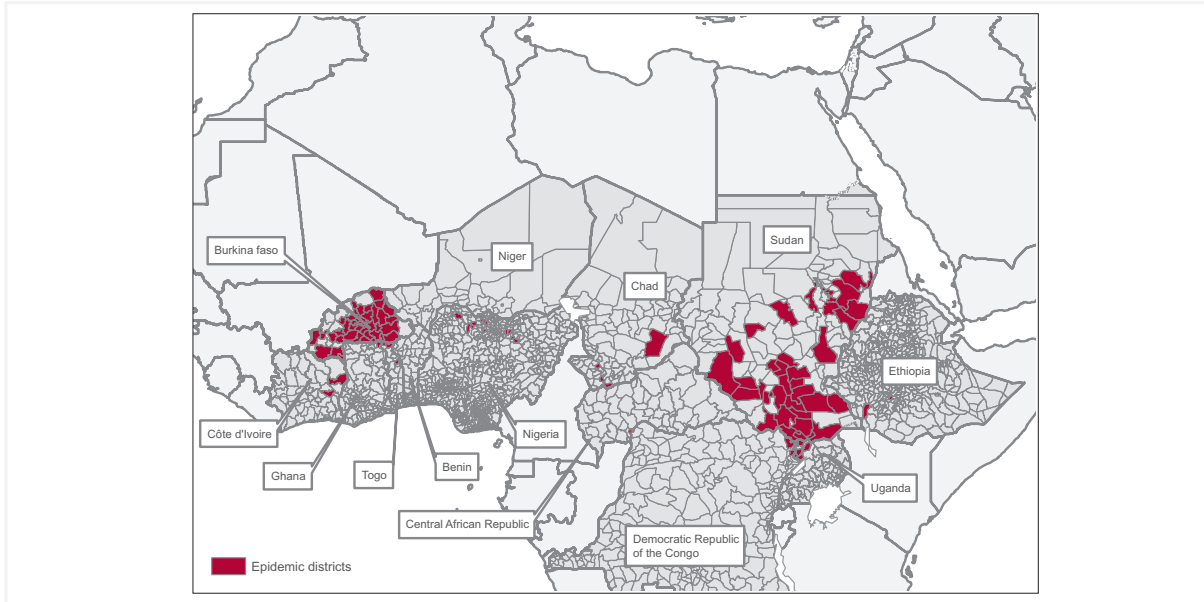 Sudan
Burkina faso
Niger
Chad
Ethiopia
Côte d'Ivoire
Nigeria
Ghana
Togo
Benin
Uganda
Central African Republic
Democratic Republic
of the Congo
Epidemic districts